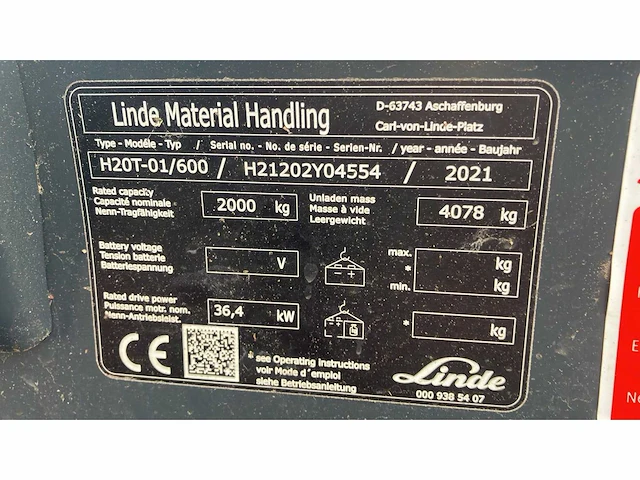 Linde Material Handling
D-63743 Aschaffenburg
Carl-von-Linde-Platz
Type - Modéle - Typ / Serial no. - No. de série - Serien-Nr. / year - année - Baujahr
H20T-01/600 / H21202Y04554 / 2021
Rated capacity
Capacité nominale
Nenn-Tragfähigkeit
2000 kg
Unladen mass
Masse à vide
Leergewicht
4078 kg
Battery voltage
Tension batterie
Batteriespannung
V
max. kg
*
min. kg
Rated drive power
Puissance motr. nom.
Nenn-Antriebsleist.
36,4 kW
* kg
CE
* see Operating Instructions
voir Mode d´emploi
siehe Betriebsanleitung
Linde
000 938 54 07